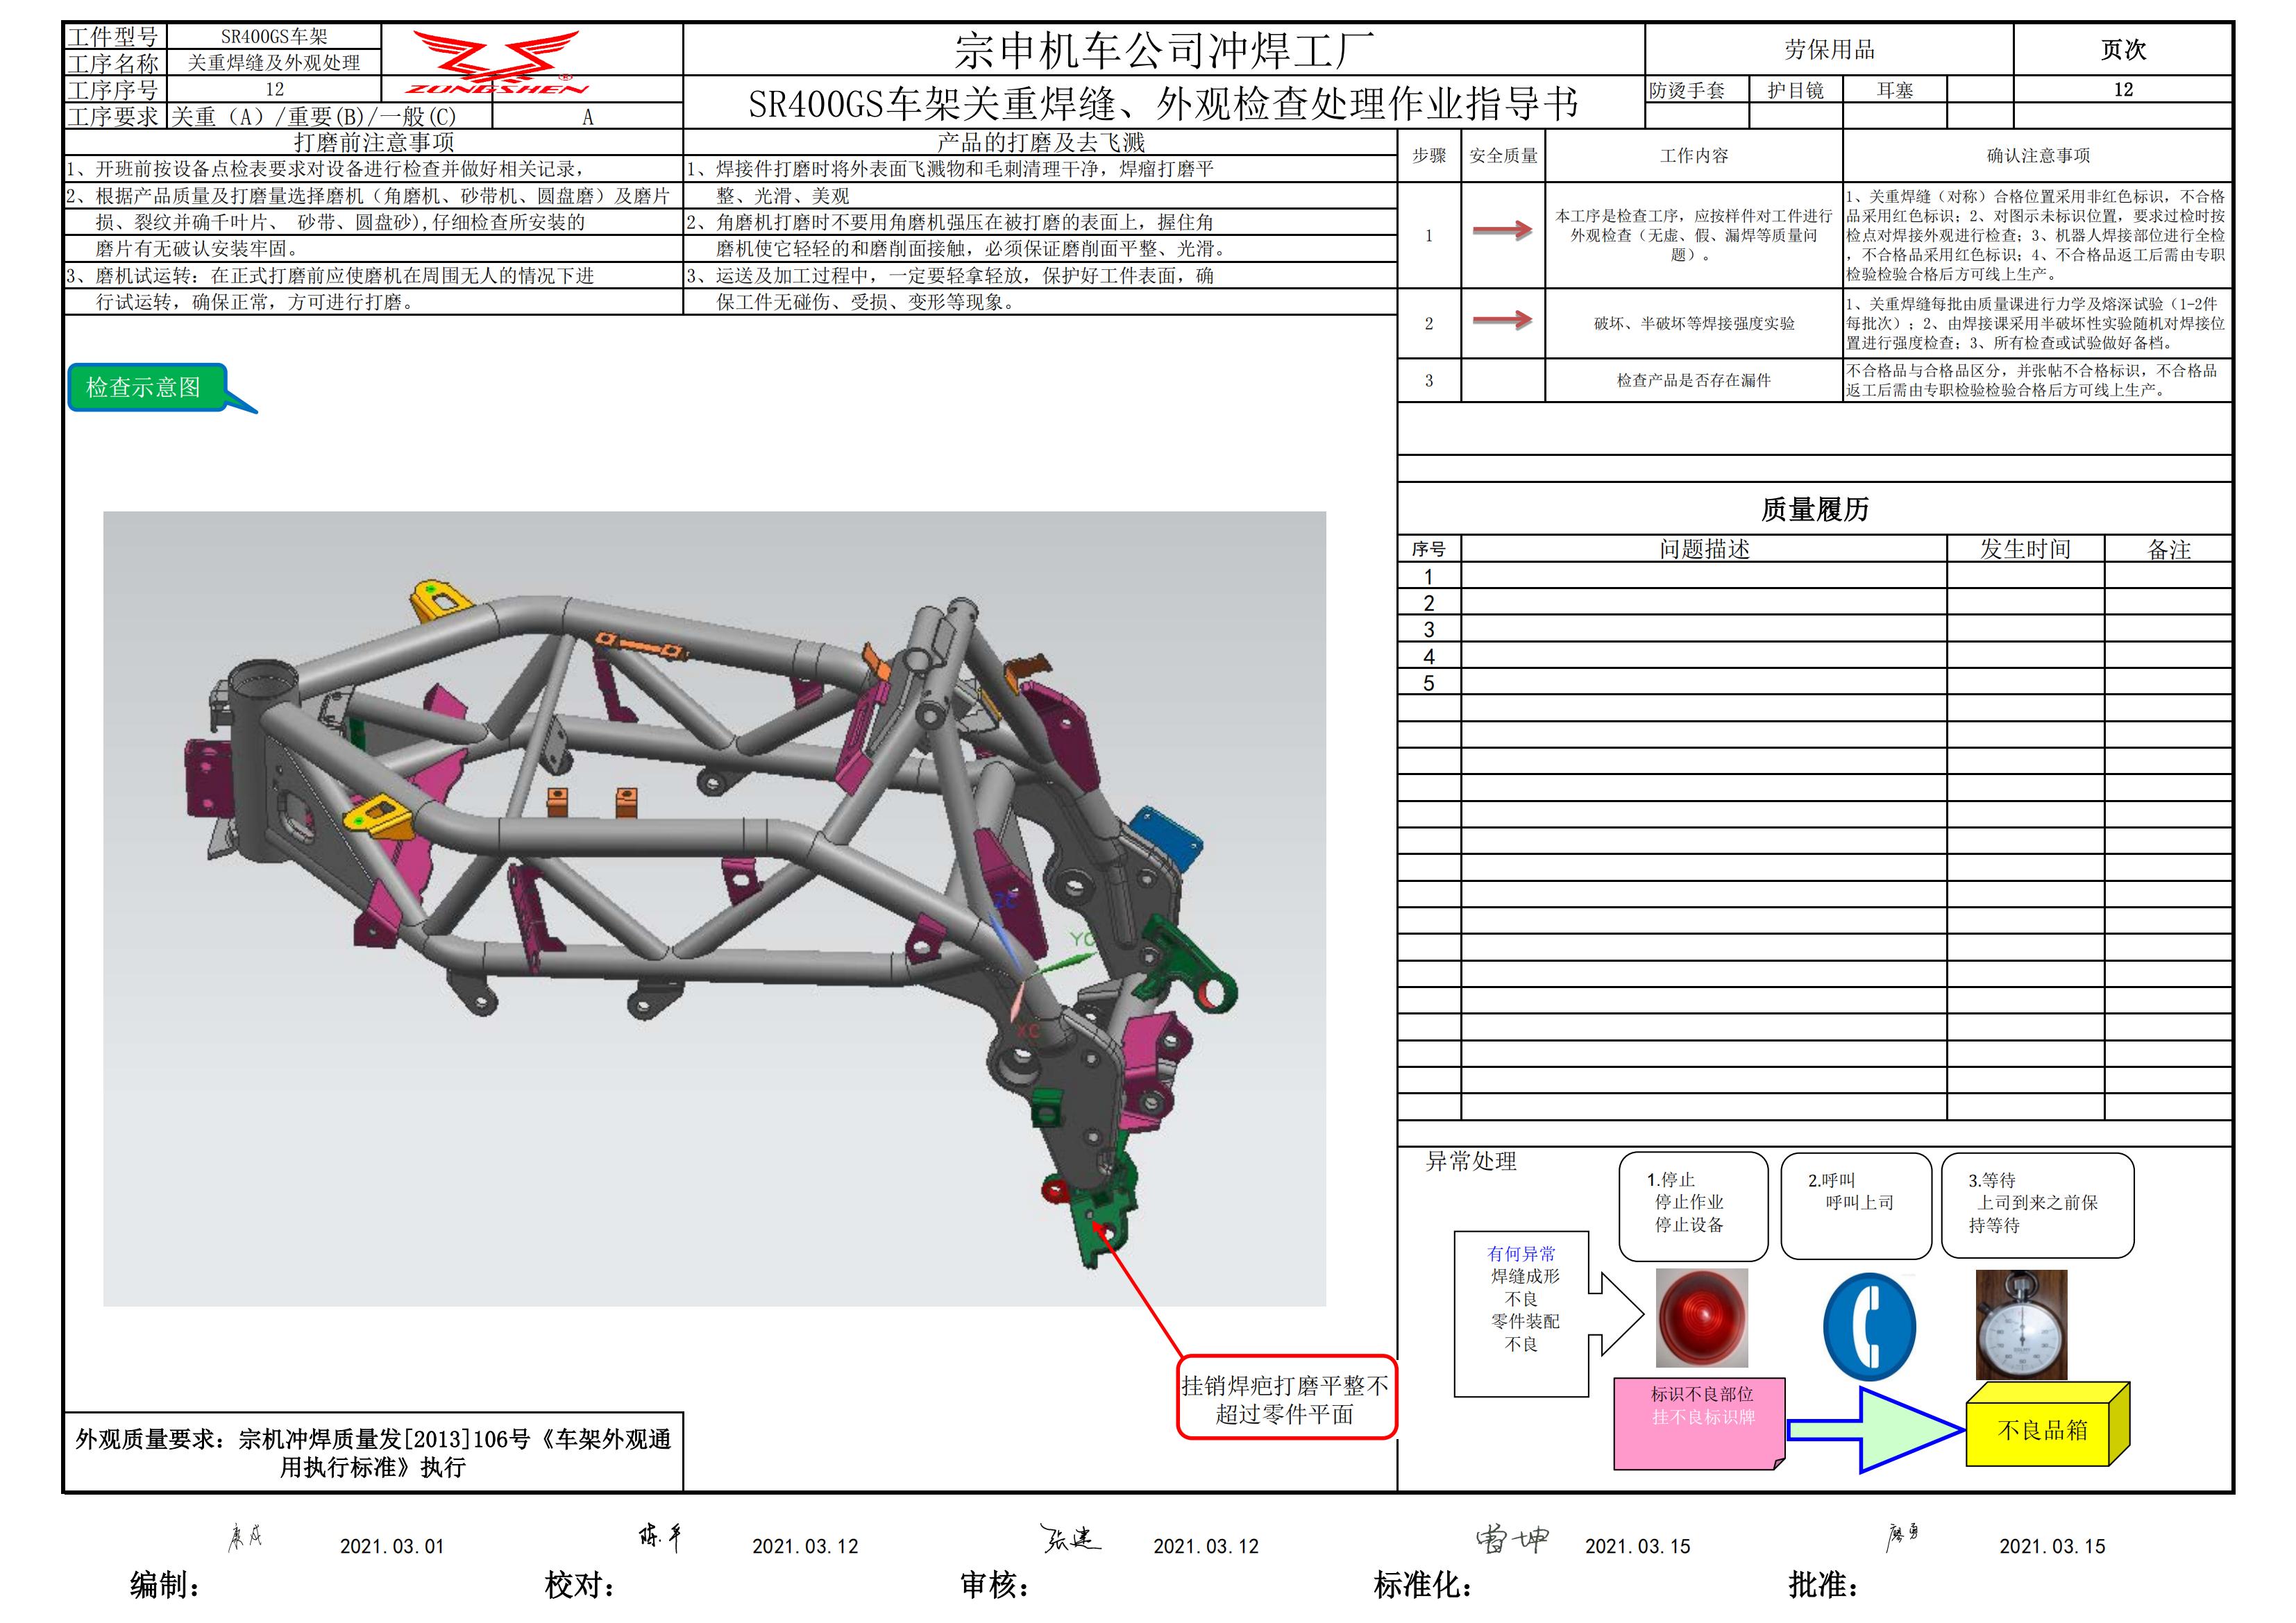 工件型号 SR400GS车架
工序名称 关重焊缝及外观处理
工序序号 12
工序要求 关重（A）/重要(B)/一般(C) A
ZUNGSHEN®
宗申机车公司冲焊工厂
SR400GS车架关重焊缝、外观检查处理作业指导书
劳保用品 页次
防烫手套 护目镜 耳塞 12
打磨前注意事项
1、开班前按设备点检表要求对设备进行检查并做好相关记录，
2、根据产品质量及打磨量选择磨机（角磨机、砂带机、圆盘磨）及磨片
损、裂纹并确千叶片、 砂带、圆盘砂),仔细检查所安装的
磨片有无破认安装牢固。
3、磨机试运转：在正式打磨前应使磨机在周围无人的情况下进
行试运转，确保正常，方可进行打磨。
产品的打磨及去飞溅
1、焊接件打磨时将外表面飞溅物和毛刺清理干净，焊瘤打磨平
整、光滑、美观
2、角磨机打磨时不要用角磨机强压在被打磨的表面上，握住角
磨机使它轻轻的和磨削面接触，必须保证磨削面平整、光滑。
3、运送及加工过程中，一定要轻拿轻放，保护好工件表面，确
保工件无碰伤、受损、变形等现象。
步骤 安全质量 工作内容 确认注意事项
1
本工序是检查工序，应按样件对工件进行
外观检查（无虚、假、漏焊等质量问
题）。
1、关重焊缝（对称）合格位置采用非红色标识，不合格
品采用红色标识；2、对图示未标识位置，要求过检时按
检点对焊接外观进行检查；3、机器人焊接部位进行全检
，不合格品采用红色标识；4、不合格品返工后需由专职
检验检验合格后方可线上生产。
2
破坏、半破坏等焊接强度实验
1、关重焊缝每批由质量课进行力学及熔深试验（1-2件
每批次）；2、由焊接课采用半破坏性实验随机对焊接位
置进行强度检查；3、所有检查或试验做好备档。
3
检查产品是否存在漏件
不合格品与合格品区分，并张帖不合格标识，不合格品
返工后需由专职检验检验合格后方可线上生产。
检查示意图
ZC
YC
XC
挂销焊疤打磨平整不
超过零件平面
质量履历
序号 问题描述 发生时间 备注
1
2
3
4
5
异常处理
1.停止
停止作业
停止设备
2.呼叫
呼叫上司
3.等待
上司到来之前保
持等待
有何异常
焊缝成形
不良
零件装配
不良
标识不良部位
挂不良标识牌
不良品箱
外观质量要求：宗机冲焊质量发[2013]106号《车架外观通
用执行标准》执行
2021.03.01 陈平 2021.03.12 张建 2021.03.12 雷坤 2021.03.15 廖勇 2021.03.15
编制： 校对： 审核： 标准化： 批准：